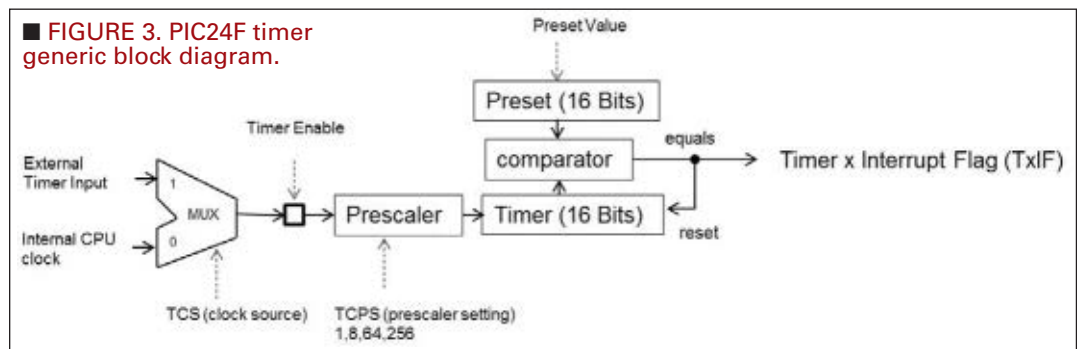 ■ FIGURE 3. PIC24F timer
generic block diagram.
Preset Value
Preset (16 Bits)
Timer Enable
equals
comparator
Timer x Interrupt Flag (TxIF)
External
Timer Input
1
MUX
Prescaler
Timer (16 Bits)
reset
Internal CPU
clock
0
TCS (clock source)
TCPS (prescaler setting)
1,8,64,256